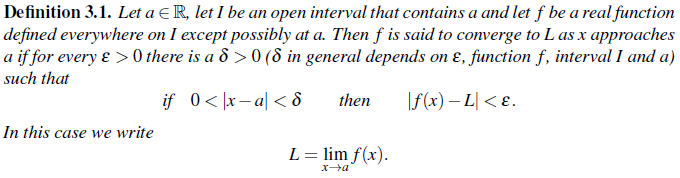 Definition 3.1. Let a ∈ ℝ, let I be an open interval that contains a and let f be a real function
defined everywhere on I except possibly at a. Then f is said to converge to L as x approaches
a if for every ε > 0 there is a δ > 0 (δ in general depends on ε, function f, interval I and a)
such that
if 0 < |x − a| < δ then |f(x) − L| < ε.
In this case we write
L = lim f(x).
x→a